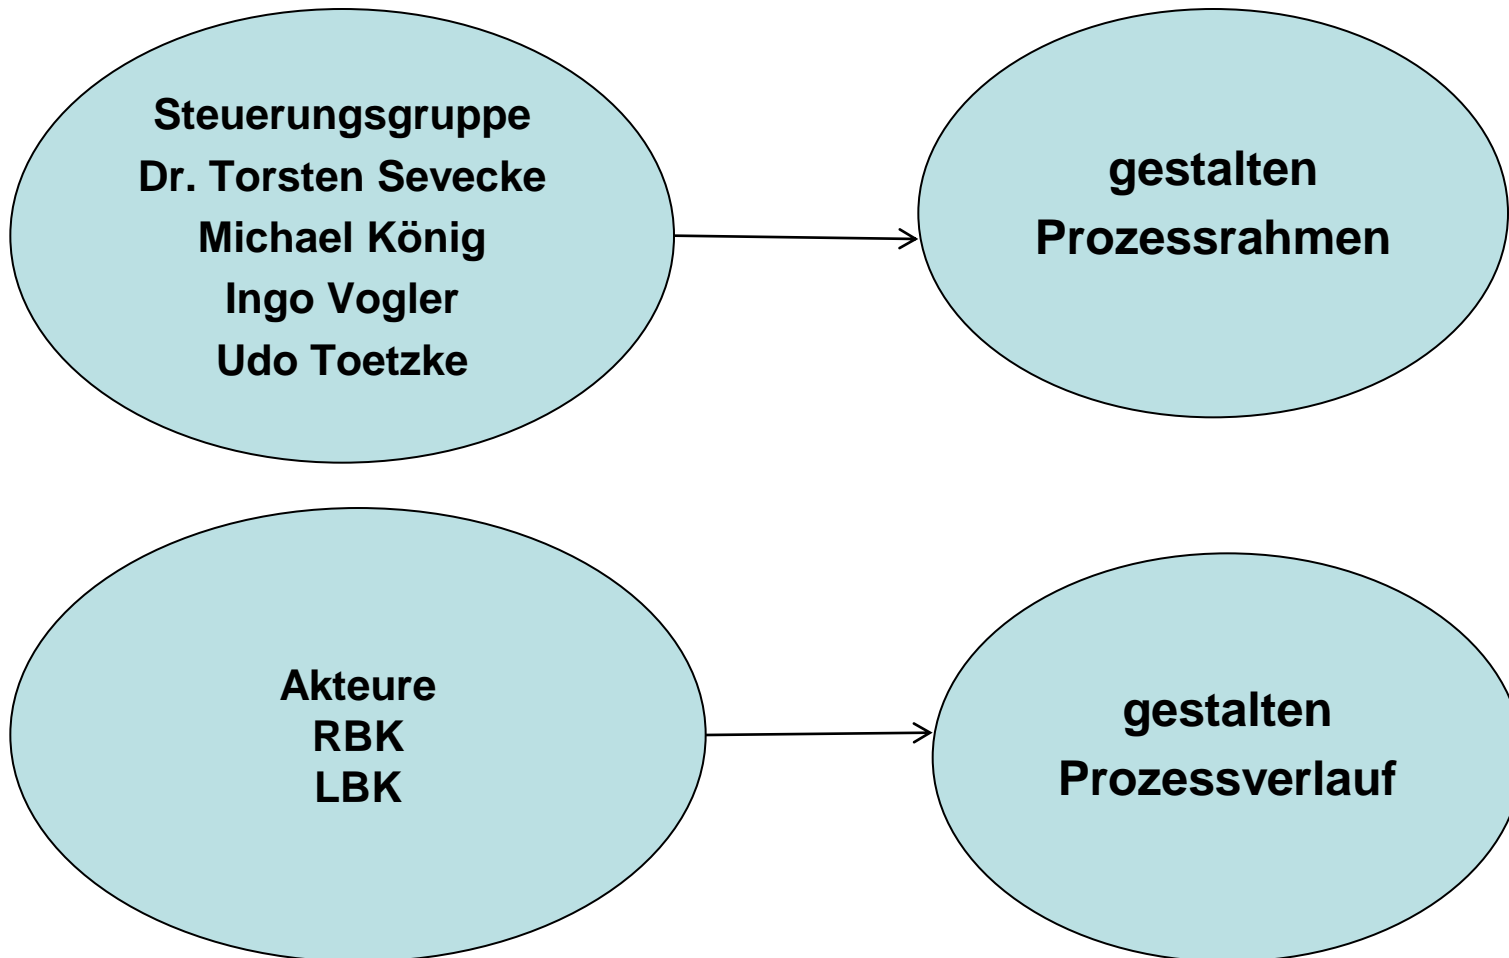 Steuerungsgruppe
Dr. Torsten Sevecke
Michael König
Ingo Vogler
Udo Toetzke
gestalten
Prozessrahmen
Akteure
RBK
LBK
gestalten
Prozessverlauf